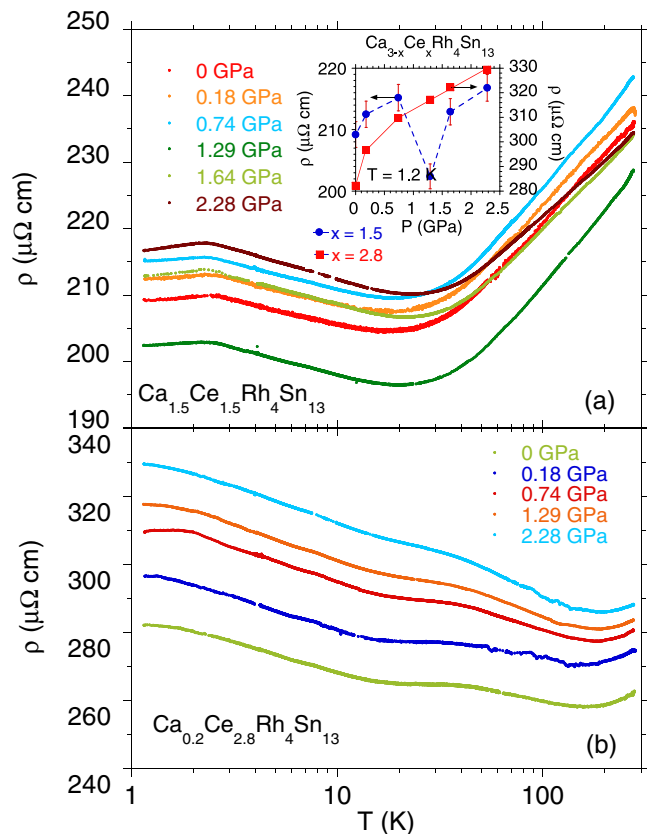 250
240
230
220
210
200
190
ρ (μΩ cm)
0 GPa
0.18 GPa
0.74 GPa
1.29 GPa
1.64 GPa
2.28 GPa
Ca3-xCexRh4Sn13
220
210
200
ρ (μΩ cm)
330
320
310
300
290
280
ρ (μΩ cm)
T = 1.2 K
0 0.5 1 1.5 2 2.5
P (GPa)
x = 1.5
x = 2.8
Ca1.5Ce1.5Rh4Sn13
(a)
340
320
300
280
260
240
ρ (μΩ cm)
0 GPa
0.18 GPa
0.74 GPa
1.29 GPa
2.28 GPa
Ca0.2Ce2.8Rh4Sn13
(b)
1 10 100
T (K)